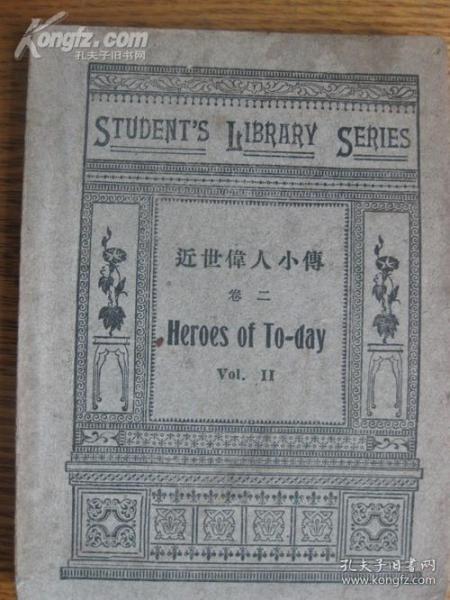 Kongfz.com
孔夫子旧书网
STUDENT'S LIBRARY SERIES
近世偉人小傳
卷二
Heroes of To-day
Vol. II
孔夫子旧书网
www.kongfz.com